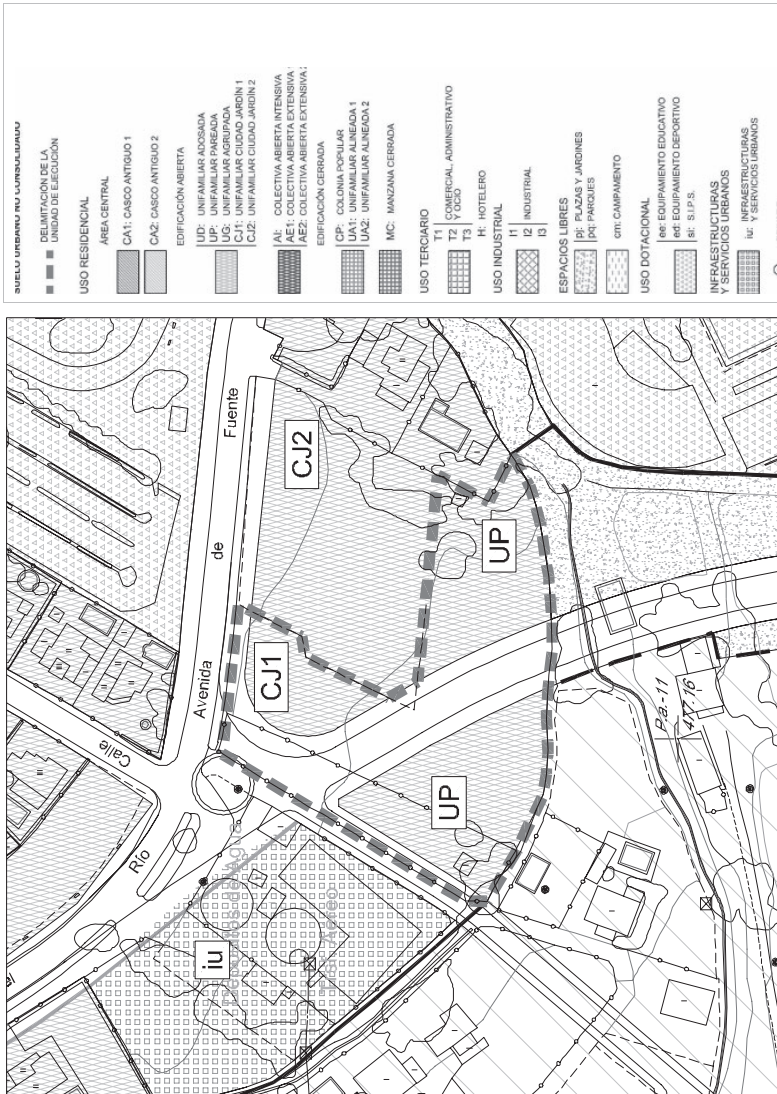 SUELO URBANO NO CONSOLIDADO
DELIMITACIÓN DE LA
UNIDAD DE EJECUCIÓN
USO RESIDENCIAL
ÁREA CENTRAL
CA1: CASCO ANTIGUO 1
CA2: CASCO ANTIGUO 2
EDIFICACIÓN ABIERTA
UD: UNIFAMILIAR ADOSADA
UP: UNIFAMILIAR PAREADA
UG: UNIFAMILIAR AGRUPADA
CJ1: UNIFAMILIAR CIUDAD JARDÍN 1
CJ2: UNIFAMILIAR CIUDAD JARDÍN 2
AI: COLECTIVA ABIERTA INTENSIVA
AE1: COLECTIVA ABIERTA EXTENSIVA
AE2: COLECTIVA ABIERTA EXTENSIVA
EDIFICACIÓN CERRADA
CP: COLONIA POPULAR
UA1: UNIFAMILIAR ALINEADA 1
UA2: UNIFAMILIAR ALINEADA 2
MC: MANZANA CERRADA
USO TERCIARIO
T1
T2 COMERCIAL, ADMINISTRATIVO
Y OCIO
T3
H: HOTELERO
USO INDUSTRIAL
I1
I2 INDUSTRIAL
I3
ESPACIOS LIBRES
pj: PLAZAS Y JARDINES
pq: PARQUES
cm: CAMPAMENTO
USO DOTACIONAL
ee: EQUIPAMIENTO EDUCATIVO
ed: EQUIPAMIENTO DEPORTIVO
si: S.I.P.S.
INFRAESTRUCTURAS
Y SERVICIOS URBANOS
iu: INFRAESTRUCTURAS
Y SERVICIOS URBANOS
Calle
Río
Avenida
de
Fuente
CJ2
CJ1
UP
UP
iu
de Agua
P.a.-11
477.16